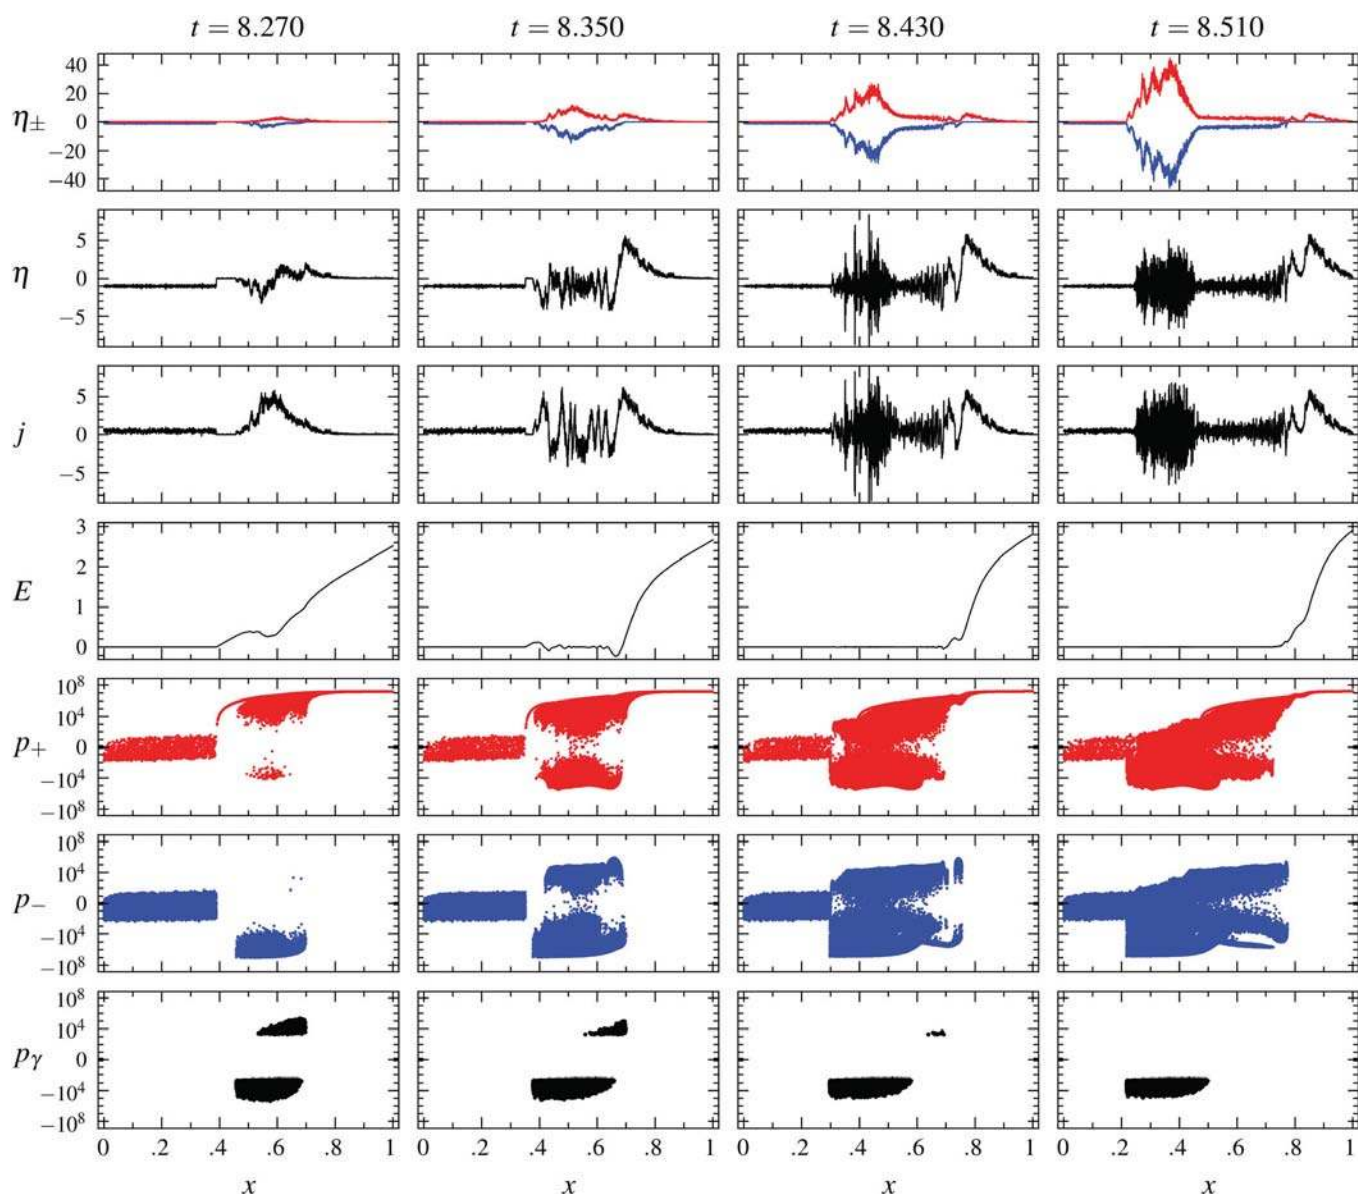 t = 8.270 t = 8.350 t = 8.430 t = 8.510
η± 40 20 0 −20 −40
η 5 0 −5
j 5 0 −5
E 3 2 1 0
p+ 10^8 10^4 0 −10^4 −10^8
p− 10^8 10^4 0 −10^4 −10^8
pγ 10^8 10^4 0 −10^4 −10^8
0 .2 .4 .6 .8 1 0 .2 .4 .6 .8 1 0 .2 .4 .6 .8 1 0 .2 .4 .6 .8 1
x x x x